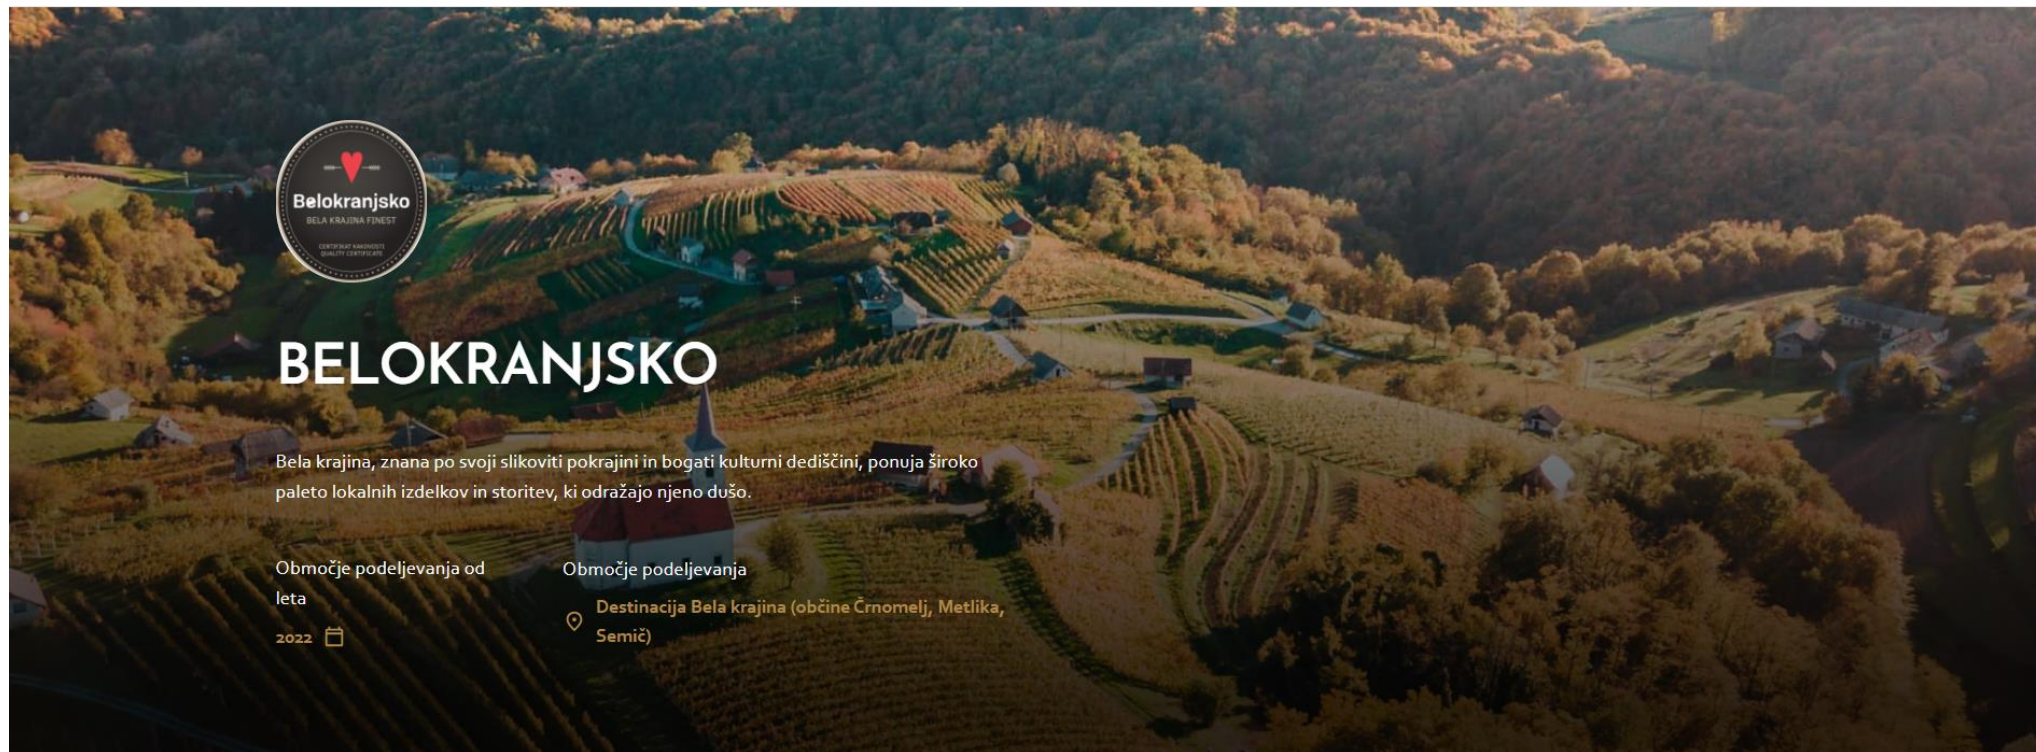 Belokranjsko
BELA KRAJINA FINEST
CERTIFIKAT KAKOVOSTI
QUALITY CERTIFICATE
BELOKRANJSKO
Bela krajina, znana po svoji slikoviti pokrajini in bogati kulturni dediščini, ponuja široko
paleto lokalnih izdelkov in storitev, ki odražajo njeno dušo.
Območje podeljevanja od
leta
2022
Območje podeljevanja
Destinacija Bela krajina (občine Črnomelj, Metlika,
Semič)